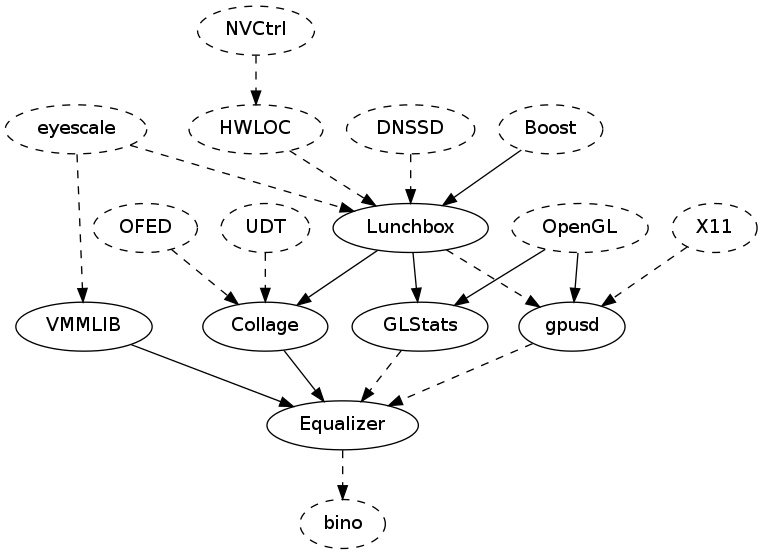 NVCtrl
eyescale
HWLOC
DNSSD
Boost
OFED
UDT
Lunchbox
OpenGL
X11
VMMLIB
Collage
GLStats
gpusd
Equalizer
bino